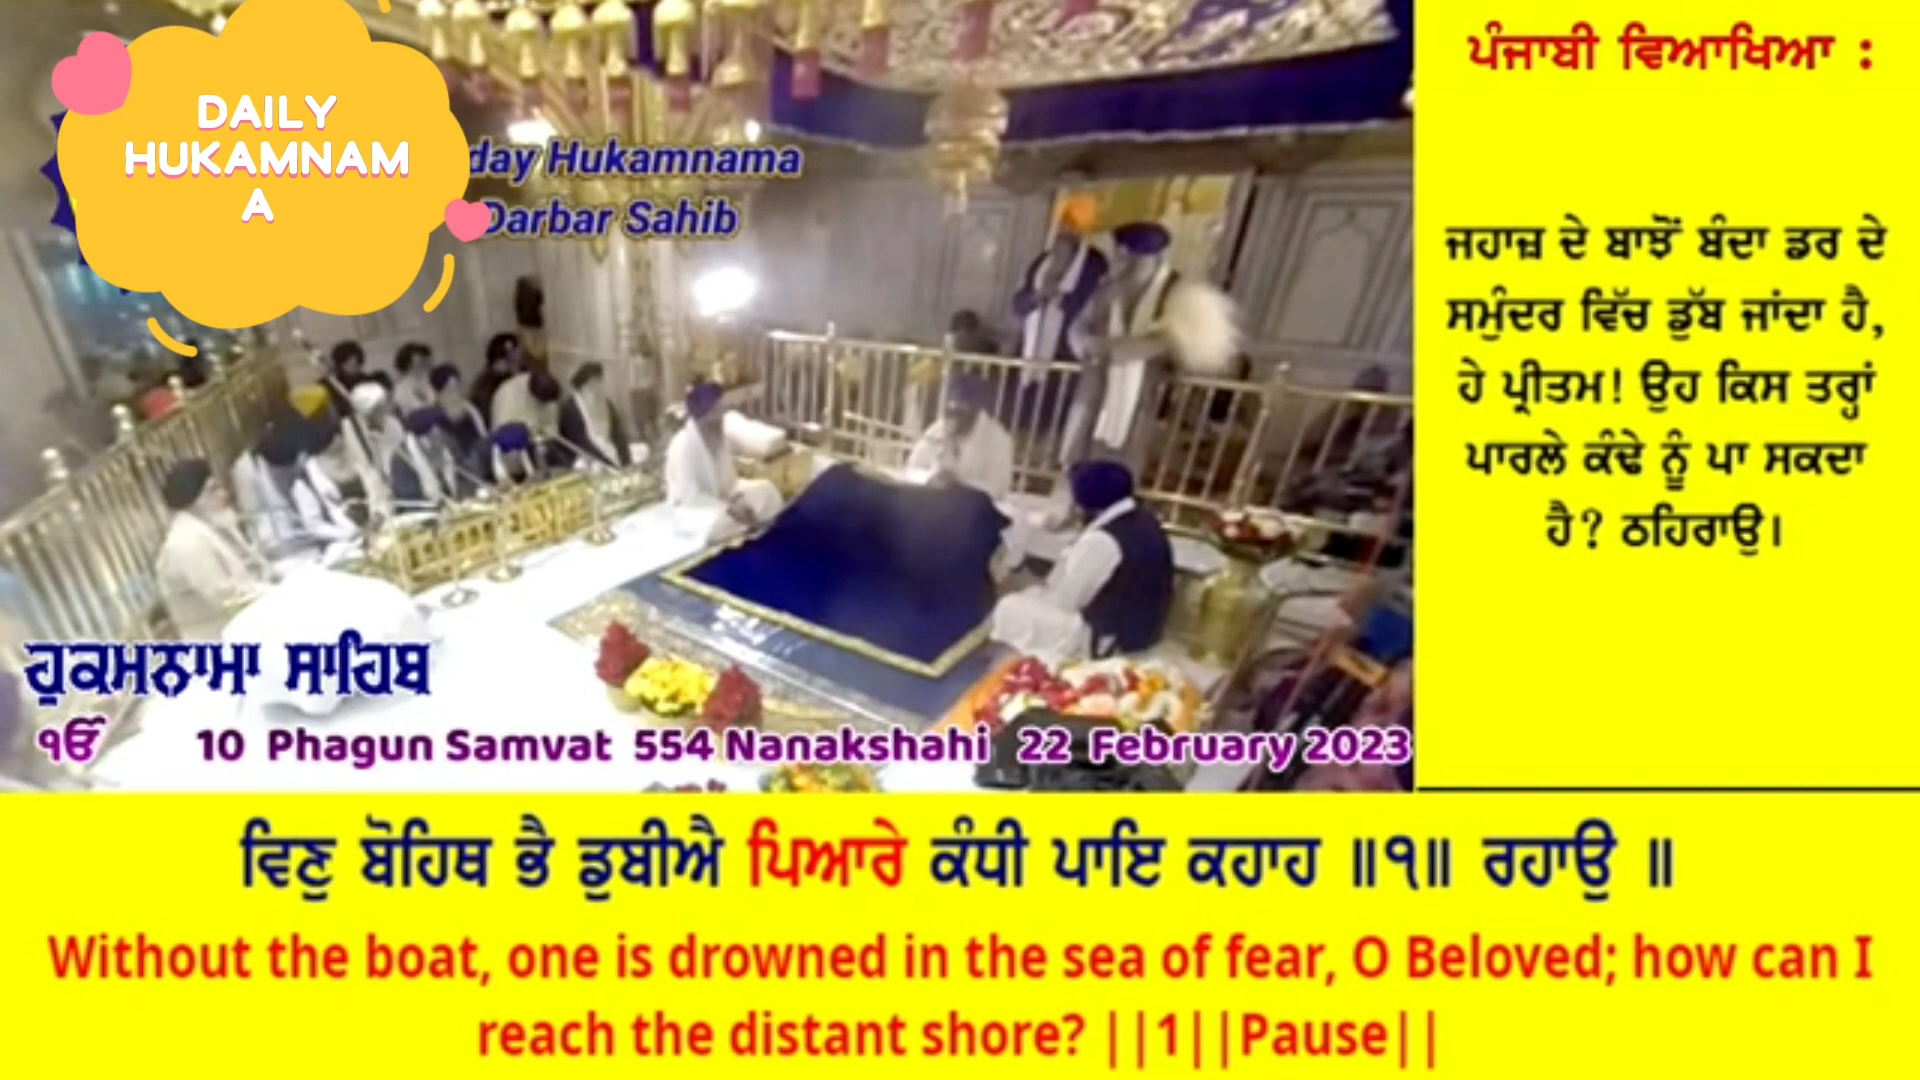 DAILY
HUKAMNAM
A
day Hukamnama
Darbar Sahib
ਹੁਕਮਨਾਮਾ ਸਾਹਿਬ
ੴ 10 Phagun Samvat 554 Nanakshahi 22 February 2023
ਪੰਜਾਬੀ ਵਿਆਖਿਆ :
ਜਹਾਜ਼ ਦੇ ਬਾਝੋਂ ਬੰਦਾ ਡਰ ਦੇ
ਸਮੁੰਦਰ ਵਿੱਚ ਡੁੱਬ ਜਾਂਦਾ ਹੈ,
ਹੇ ਪ੍ਰੀਤਮ! ਉਹ ਕਿਸ ਤਰ੍ਹਾਂ
ਪਾਰਲੇ ਕੰਢੇ ਨੂੰ ਪਾ ਸਕਦਾ
ਹੈ? ਠਹਿਰਾਉ।
ਵਿਣੁ ਬੋਹਿਥ ਭੈ ਡੁਬੀਐ ਪਿਆਰੇ ਕੰਧੀ ਪਾਇ ਕਹਾਹ ॥੧॥ ਰਹਾਉ ॥
Without the boat, one is drowned in the sea of fear, O Beloved; how can I
reach the distant shore? ||1||Pause||